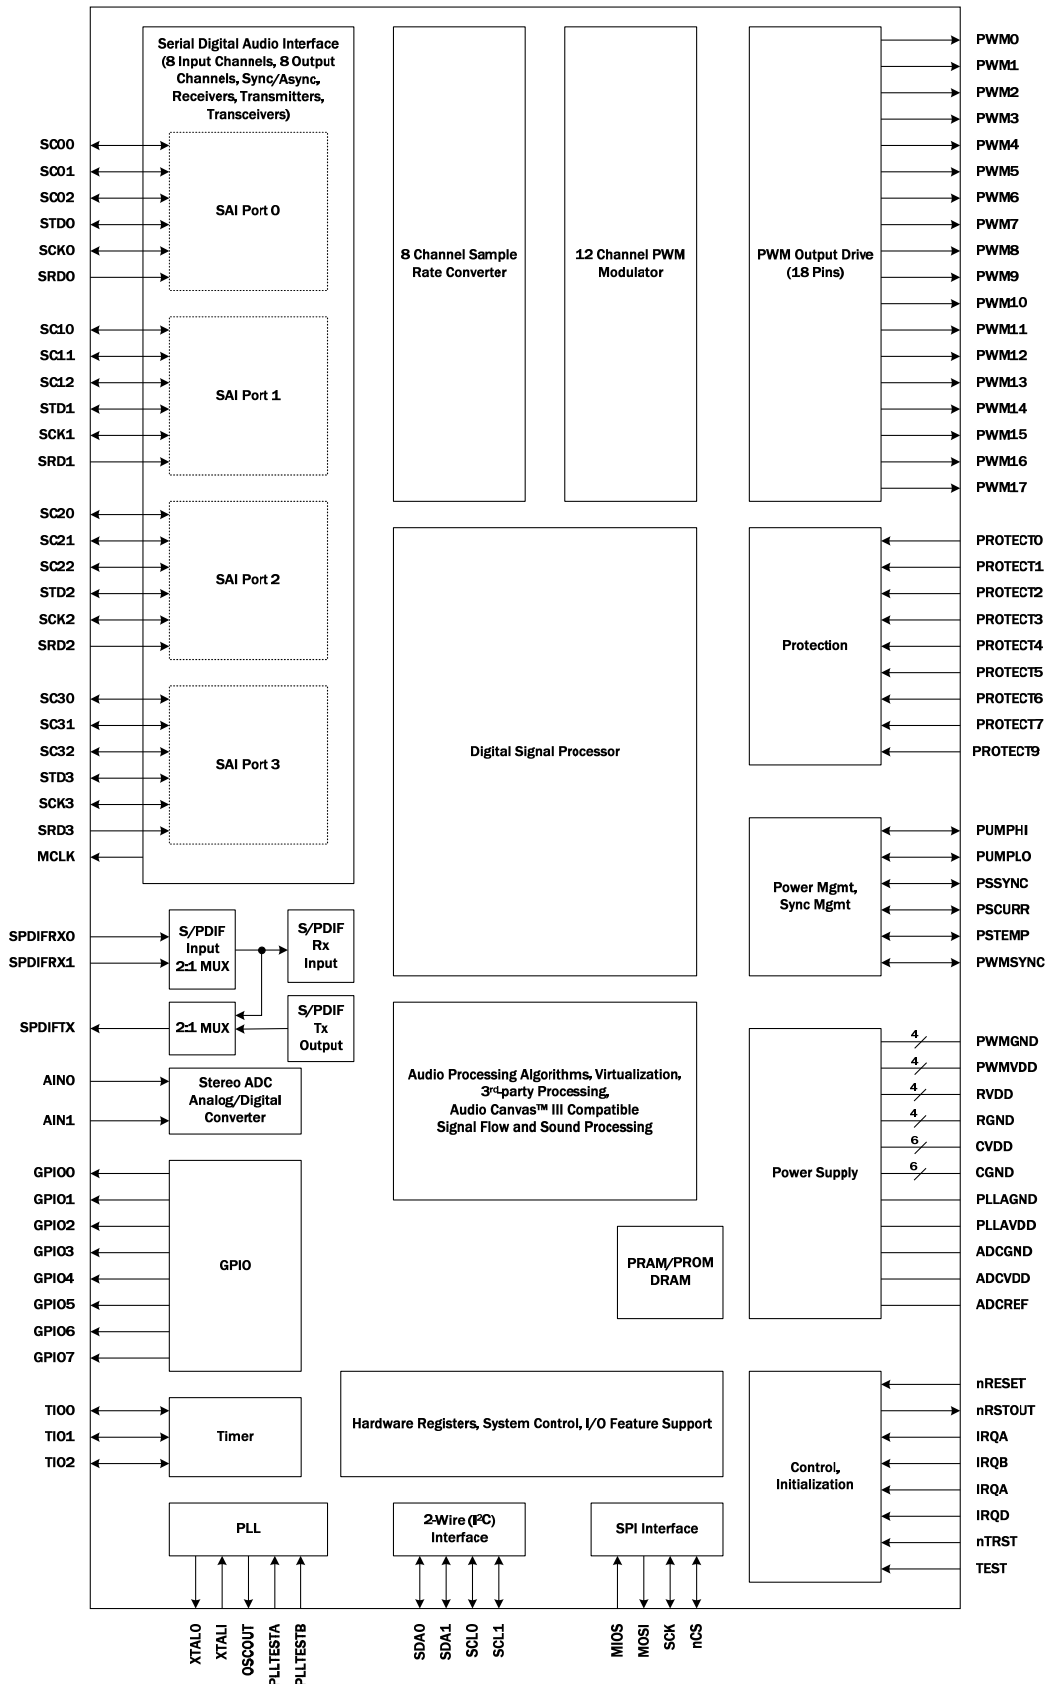 Serial Digital Audio Interface
(8 Input Channels, 8 Output
Channels, Sync/Async,
Receivers, Transmitters,
Transceivers)
SC00
SC01
SC02
STD0
SCK0
SRD0
SAI Port 0
SC10
SC11
SC12
STD1
SCK1
SRD1
SAI Port 1
SC20
SC21
SC22
STD2
SCK2
SRD2
SAI Port 2
SC30
SC31
SC32
STD3
SCK3
SRD3
MCLK
SAI Port 3
SPDIFRX0
SPDIFRX1
S/PDIF
Input
2:1 MUX
S/PDIF
Rx
Input
SPDIFTX
2:1 MUX
S/PDIF
Tx
Output
AIN0
AIN1
Stereo ADC
Analog/Digital
Converter
GPIO0
GPIO1
GPIO2
GPIO3
GPIO4
GPIO5
GPIO6
GPIO7
GPIO
TIO0
TIO1
TIO2
Timer
8 Channel Sample
Rate Converter
12 Channel PWM
Modulator
PWM Output Drive
(18 Pins)
PWM0
PWM1
PWM2
PWM3
PWM4
PWM5
PWM6
PWM7
PWM8
PWM9
PWM10
PWM11
PWM12
PWM13
PWM14
PWM15
PWM16
PWM17
Digital Signal Processor
Protection
PROTECT0
PROTECT1
PROTECT2
PROTECT3
PROTECT4
PROTECT5
PROTECT6
PROTECT7
PROTECT9
Power Mgmt,
Sync Mgmt
PUMPHI
PUMPLO
PSSYNC
PSCURR
PSTEMP
PWMSYNC
Audio Processing Algorithms, Virtualization,
3rd-party Processing,
Audio Canvas™ III Compatible
Signal Flow and Sound Processing
Power Supply
4 PWMGND
4 PWMVDD
4 RVDD
4 RGND
6 CVDD
6 CGND
PLLAGND
PLLAVDD
ADCGND
ADCVDD
ADCREF
PRAM/PROM
DRAM
Hardware Registers, System Control, I/O Feature Support
Control,
Initialization
nRESET
nRSTOUT
IRQA
IRQB
IRQA
IRQD
nTRST
TEST
PLL
XTALO
XTALI
OSCOUT
PLLTESTA
PLLTESTB
2-Wire (I²C)
Interface
SDA0
SDA1
SCL0
SCL1
SPI Interface
MIOS
MOSI
SCK
nCS